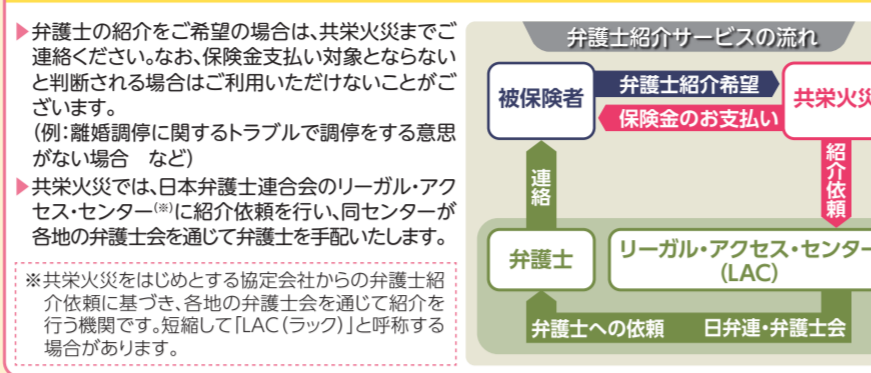 ▶弁護士の紹介をご希望の場合は、共栄火災までご
連絡ください。なお、保険金支払い対象とならない
と判断される場合はご利用いただけないことがご
ざいます。
(例:離婚調停に関するトラブルで調停をする意思
がない場合　など)
▶共栄火災では、日本弁護士連合会のリーガル・アク
セス・センター(※)に紹介依頼を行い、同センターが
各地の弁護士会を通じて弁護士を手配いたします。
※共栄火災をはじめとする協定会社からの弁護士紹
介依頼に基づき、各地の弁護士会を通じて紹介を
行う機関です。短縮して「LAC(ラック)」と呼称する
場合があります。
弁護士紹介サービスの流れ
被保険者
弁護士紹介希望
保険金のお支払い
共栄火災
連絡
紹介依頼
弁護士
リーガル・アクセス・センター
(LAC)
弁護士への依頼
日弁連・弁護士会